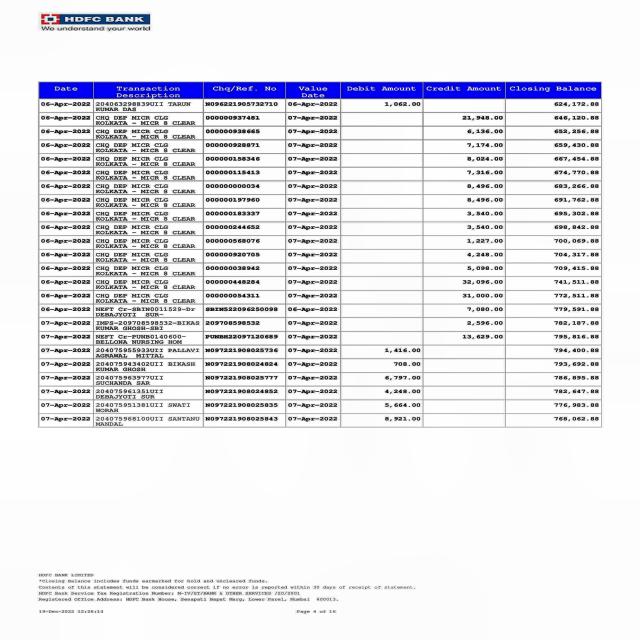 HDFC BANK
We understand your world
Date Transaction Description Chq/Ref. No Value Date Debit Amount Credit Amount Closing Balance
06-Apr-2022 204063298839UII TARUN KUMAR DAS N096221905732710 06-Apr-2022 1,062.00 624,172.88
06-Apr-2022 CHQ DEP MICR CLG KOLKATA - MICR 8 CLEAR 000000937481 07-Apr-2022 21,948.00 646,120.88
06-Apr-2022 CHQ DEP MICR CLG KOLKATA - MICR 8 CLEAR 000000938665 07-Apr-2022 6,136.00 652,256.88
06-Apr-2022 CHQ DEP MICR CLG KOLKATA - MICR 8 CLEAR 000000928871 07-Apr-2022 7,174.00 659,430.88
06-Apr-2022 CHQ DEP MICR CLG KOLKATA - MICR 8 CLEAR 000000158346 07-Apr-2022 8,024.00 667,454.88
06-Apr-2022 CHQ DEP MICR CLG KOLKATA - MICR 8 CLEAR 000000115413 07-Apr-2022 7,316.00 674,770.88
06-Apr-2022 CHQ DEP MICR CLG KOLKATA - MICR 8 CLEAR 000000000034 07-Apr-2022 8,496.00 683,266.88
06-Apr-2022 CHQ DEP MICR CLG KOLKATA - MICR 8 CLEAR 000000197960 07-Apr-2022 8,496.00 691,762.88
06-Apr-2022 CHQ DEP MICR CLG KOLKATA - MICR 8 CLEAR 000000183337 07-Apr-2022 3,540.00 695,302.88
06-Apr-2022 CHQ DEP MICR CLG KOLKATA - MICR 8 CLEAR 000000244652 07-Apr-2022 3,540.00 698,842.88
06-Apr-2022 CHQ DEP MICR CLG KOLKATA - MICR 8 CLEAR 000000568076 07-Apr-2022 1,227.00 700,069.88
06-Apr-2022 CHQ DEP MICR CLG KOLKATA - MICR 8 CLEAR 000000920705 07-Apr-2022 4,248.00 704,317.88
06-Apr-2022 CHQ DEP MICR CLG KOLKATA - MICR 8 CLEAR 000000038942 07-Apr-2022 5,098.00 709,415.88
06-Apr-2022 CHQ DEP MICR CLG KOLKATA - MICR 8 CLEAR 000000448284 07-Apr-2022 32,096.00 741,511.88
06-Apr-2022 CHQ DEP MICR CLG KOLKATA - MICR 8 CLEAR 000000054311 07-Apr-2022 31,000.00 772,511.88
06-Apr-2022 NEFT Cr-SBIN0011529-Dr DEBAJYOTI SUR- SBIN522096250098 06-Apr-2022 7,080.00 779,591.88
07-Apr-2022 IMPS-209708598532-BIKAS KUMAR GHOSH-SBI 209708598532 07-Apr-2022 2,596.00 782,187.88
07-Apr-2022 NEFT Cr-PUNB0140600- BELLONA NURSING HOM PUNBH22097120689 07-Apr-2022 13,629.00 795,816.88
07-Apr-2022 204075955933UII PALLAVI AGRAWAL MITTAL N097221908025736 07-Apr-2022 1,416.00 794,400.88
07-Apr-2022 204075943402UII BIKASH KUMAR GHOSH N097221908024824 07-Apr-2022 708.00 793,692.88
07-Apr-2022 204075963977UII SUCHANDA SAR N097221908025777 07-Apr-2022 6,797.00 786,895.88
07-Apr-2022 204075961351UII DEBAJYOTI SUR N097221908024852 07-Apr-2022 4,248.00 782,647.88
07-Apr-2022 204075951381UII SWATI WORAH N097221908025835 07-Apr-2022 5,664.00 776,983.88
07-Apr-2022 204075968100UII SANTANU MANDAL N097221908025843 07-Apr-2022 8,921.00 768,062.88
HDFC BANK LIMITED
*Closing Balance includes funds earmarked for hold and uncleared funds.
Contents of this statement will be considered correct if no error is reported within 30 days of receipt of statement.
HDFC Bank Service Tax Registration Number: M-IV/ST/BANK & OTHER SERVICES /20/2001
Registered Office Address: HDFC Bank House, Senapati Bapat Marg, Lower Parel, Mumbai 400013.
19-Dec-2022 12:26:14 Page 4 of 16